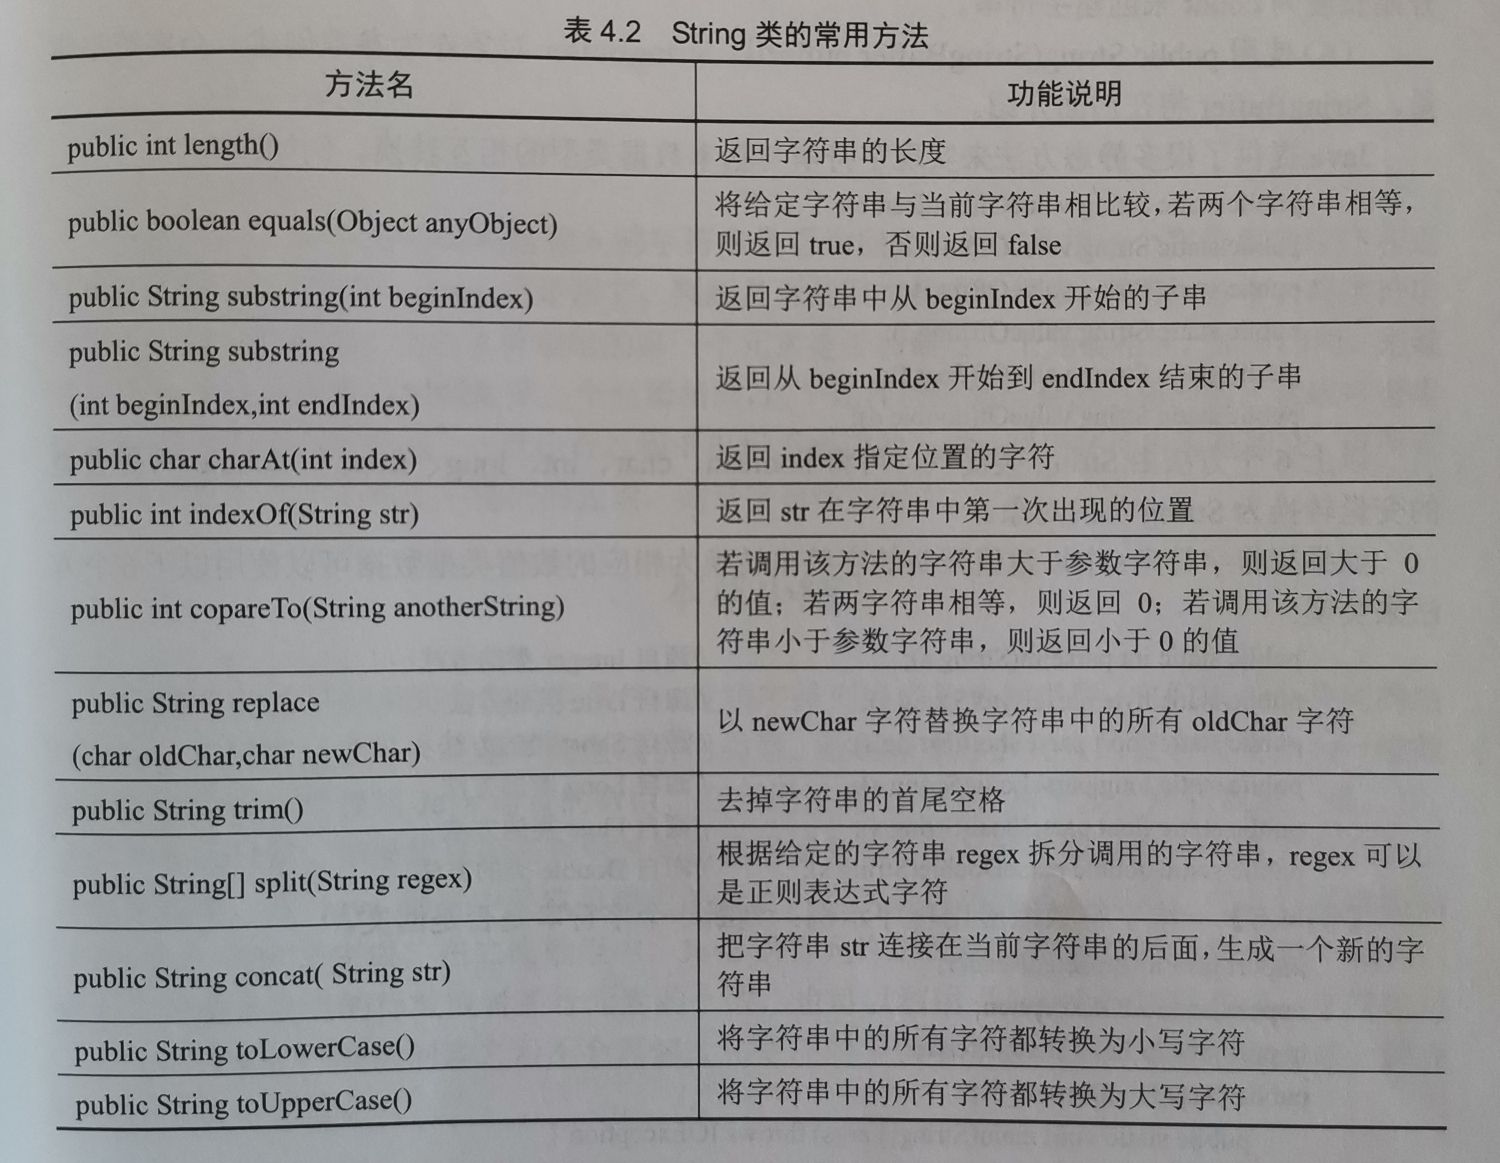 表 4.2 String 类的常用方法
方法名
功能说明
public int length()
返回字符串的长度
public boolean equals(Object anyObject)
将给定字符串与当前字符串相比较,若两个字符串相等,
则返回 true，否则返回 false
public String substring(int beginIndex)
返回字符串中从 beginIndex 开始的子串
public String substring
(int beginIndex,int endIndex)
返回从 beginIndex 开始到 endIndex 结束的子串
public char charAt(int index)
返回 index 指定位置的字符
public int indexOf(String str)
返回 str 在字符串中第一次出现的位置
public int copareTo(String anotherString)
若调用该方法的字符串大于参数字符串，则返回大于 0
的值；若两字符串相等，则返回 0；若调用该方法的字
符串小于参数字符串，则返回小于 0 的值
public String replace
(char oldChar,char newChar)
以 newChar 字符替换字符串中的所有 oldChar 字符
public String trim()
去掉字符串的首尾空格
public String[] split(String regex)
根据给定的字符串 regex 拆分调用的字符串，regex 可以
是正则表达式字符
public String concat( String str)
把字符串 str 连接在当前字符串的后面,生成一个新的字
符串
public String toLowerCase()
将字符串中的所有字符都转换为小写字符
public String toUpperCase()
将字符串中的所有字符都转换为大写字符